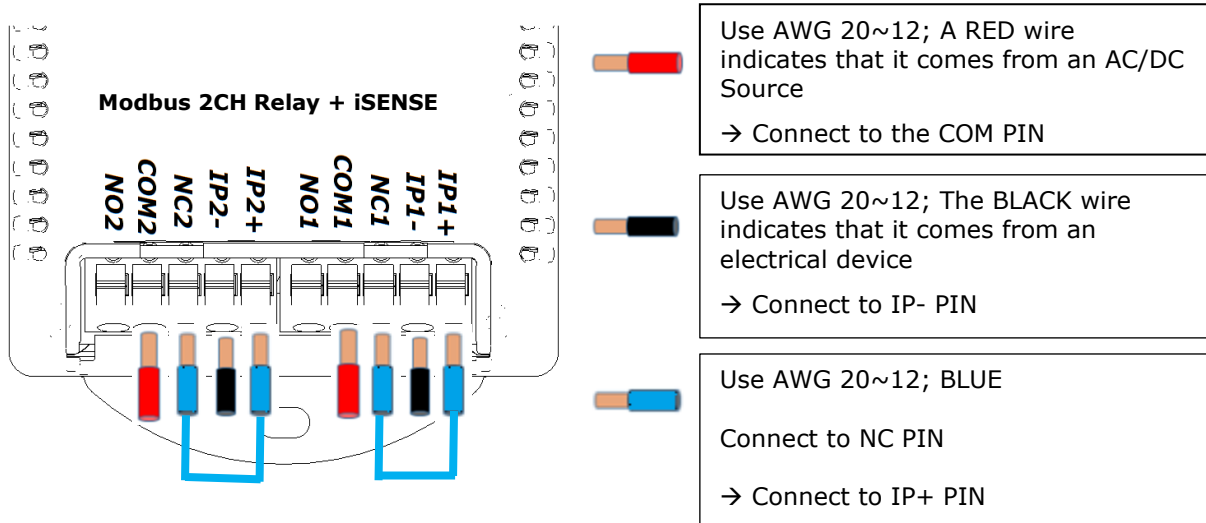 Modbus 2CH Relay + iSENSE
NO2
COM2
NC2
IP2-
IP2+
NO1
COM1
NC1
IP1-
IP1+
Use AWG 20~12; A RED wire
indicates that it comes from an AC/DC
Source
→ Connect to the COM PIN
Use AWG 20~12; The BLACK wire
indicates that it comes from an
electrical device
→ Connect to IP- PIN
Use AWG 20~12; BLUE
Connect to NC PIN
→ Connect to IP+ PIN